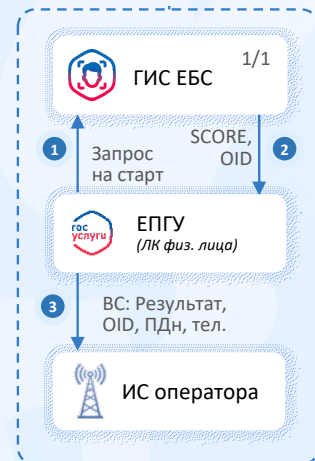 1/1
ГИС ЕБС
1
Запрос
на старт
SCORE,
OID
2
гос
услуги
ЕПГУ
(ЛК физ. лица)
3
ВС: Результат,
OID, ПДн, тел.
ИС оператора